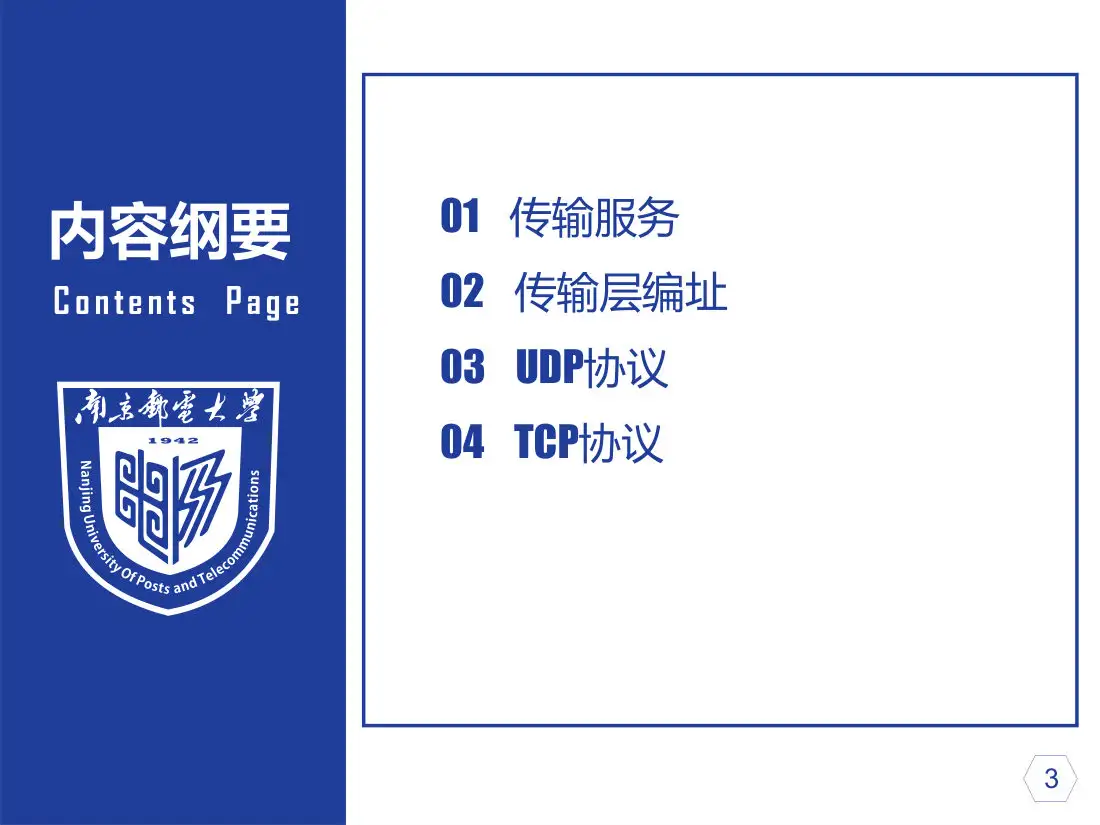 内容纲要
Contents Page
南京郵電大學
1942
Nanjing University Of Posts and Telecommunications
01 传输服务
02 传输层编址
03 UDP协议
04 TCP协议
3